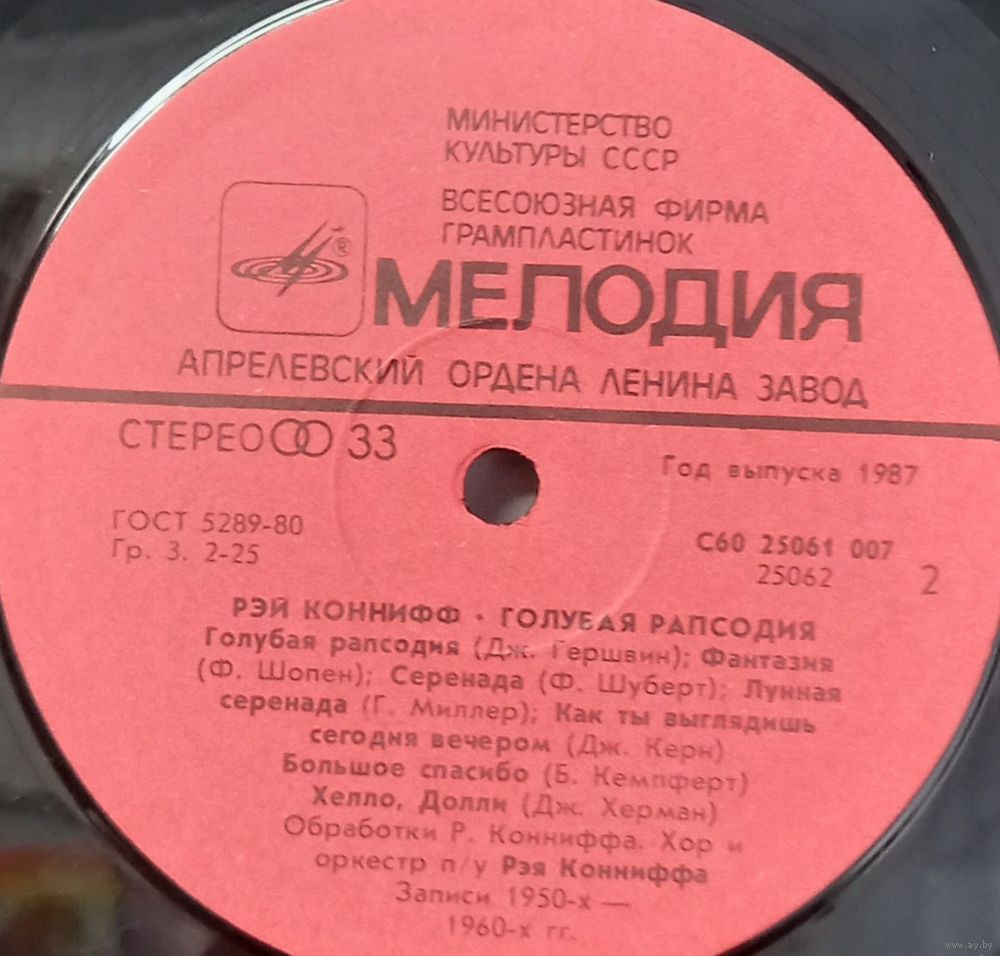 МИНИСТЕРСТВО
КУЛЬТУРЫ СССР
ВСЕСОЮЗНАЯ ФИРМА
ГРАМПЛАСТИНОК
®
МЕЛОДИЯ
АПРЕЛЕВСКИЙ ОРДЕНА ЛЕНИНА ЗАВОД
СТЕРЕО 33
Год выпуска 1987
ГОСТ 5289-80
Гр. 3. 2-25
С60 25061 007
25062
2
РЭЙ КОННИФФ • ГОЛУБАЯ РАПСОДИЯ
Голубая рапсодия (Дж. Гершвин); Фантазия
(Ф. Шопен); Серенада (Ф. Шуберт); Лунная
серенада (Г. Миллер); Как ты выглядишь
сегодня вечером (Дж. Керн)
Большое спасибо (Б. Кемпферт)
Хелло, Долли (Дж. Херман)
Обработки Р. Конниффа. Хор и
оркестр п/у Рэя Конниффа
Записи 1950-х —
1960-х гг.
www.ay.by